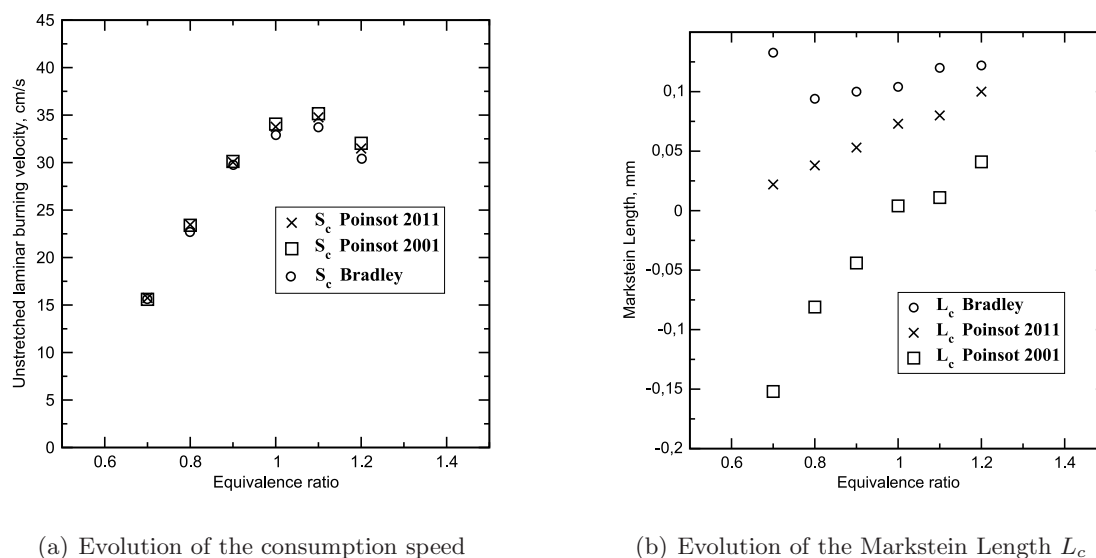 45
40
35
30
25
20
15
10
5
0
Unstretched laminar burning velocity, cm/s
S_c Poinsot 2011
S_c Poinsot 2001
S_c Bradley
0.6 0.8 1 1.2 1.4
Equivalence ratio
(a) Evolution of the consumption speed
0,1
0,05
0
-0,05
-0,1
-0,15
-0,2
Markstein Length, mm
L_c Bradley
L_c Poinsot 2011
L_c Poinsot 2001
0.6 0.8 1 1.2 1.4
Equivalence ratio
(b) Evolution of the Markstein Length L_c